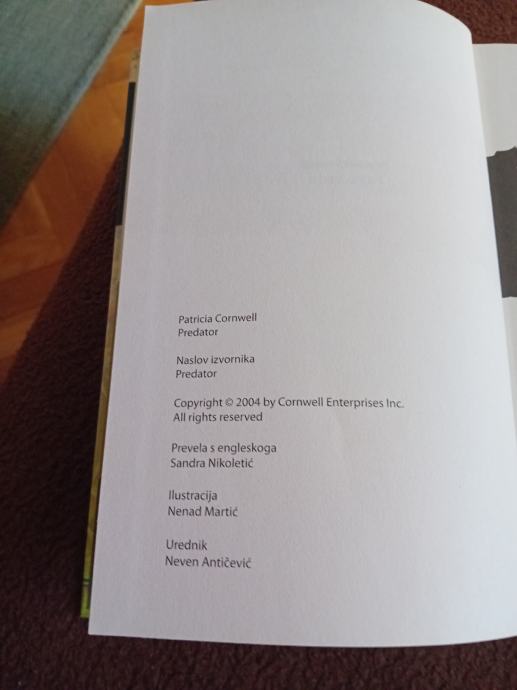 Patricia Cornwell
Predator
Naslov izvornika
Predator
Copyright © 2004 by Cornwell Enterprises Inc.
All rights reserved
Prevela s engleskoga
Sandra Nikoletić
Ilustracija
Nenad Martić
Urednik
Neven Antičević